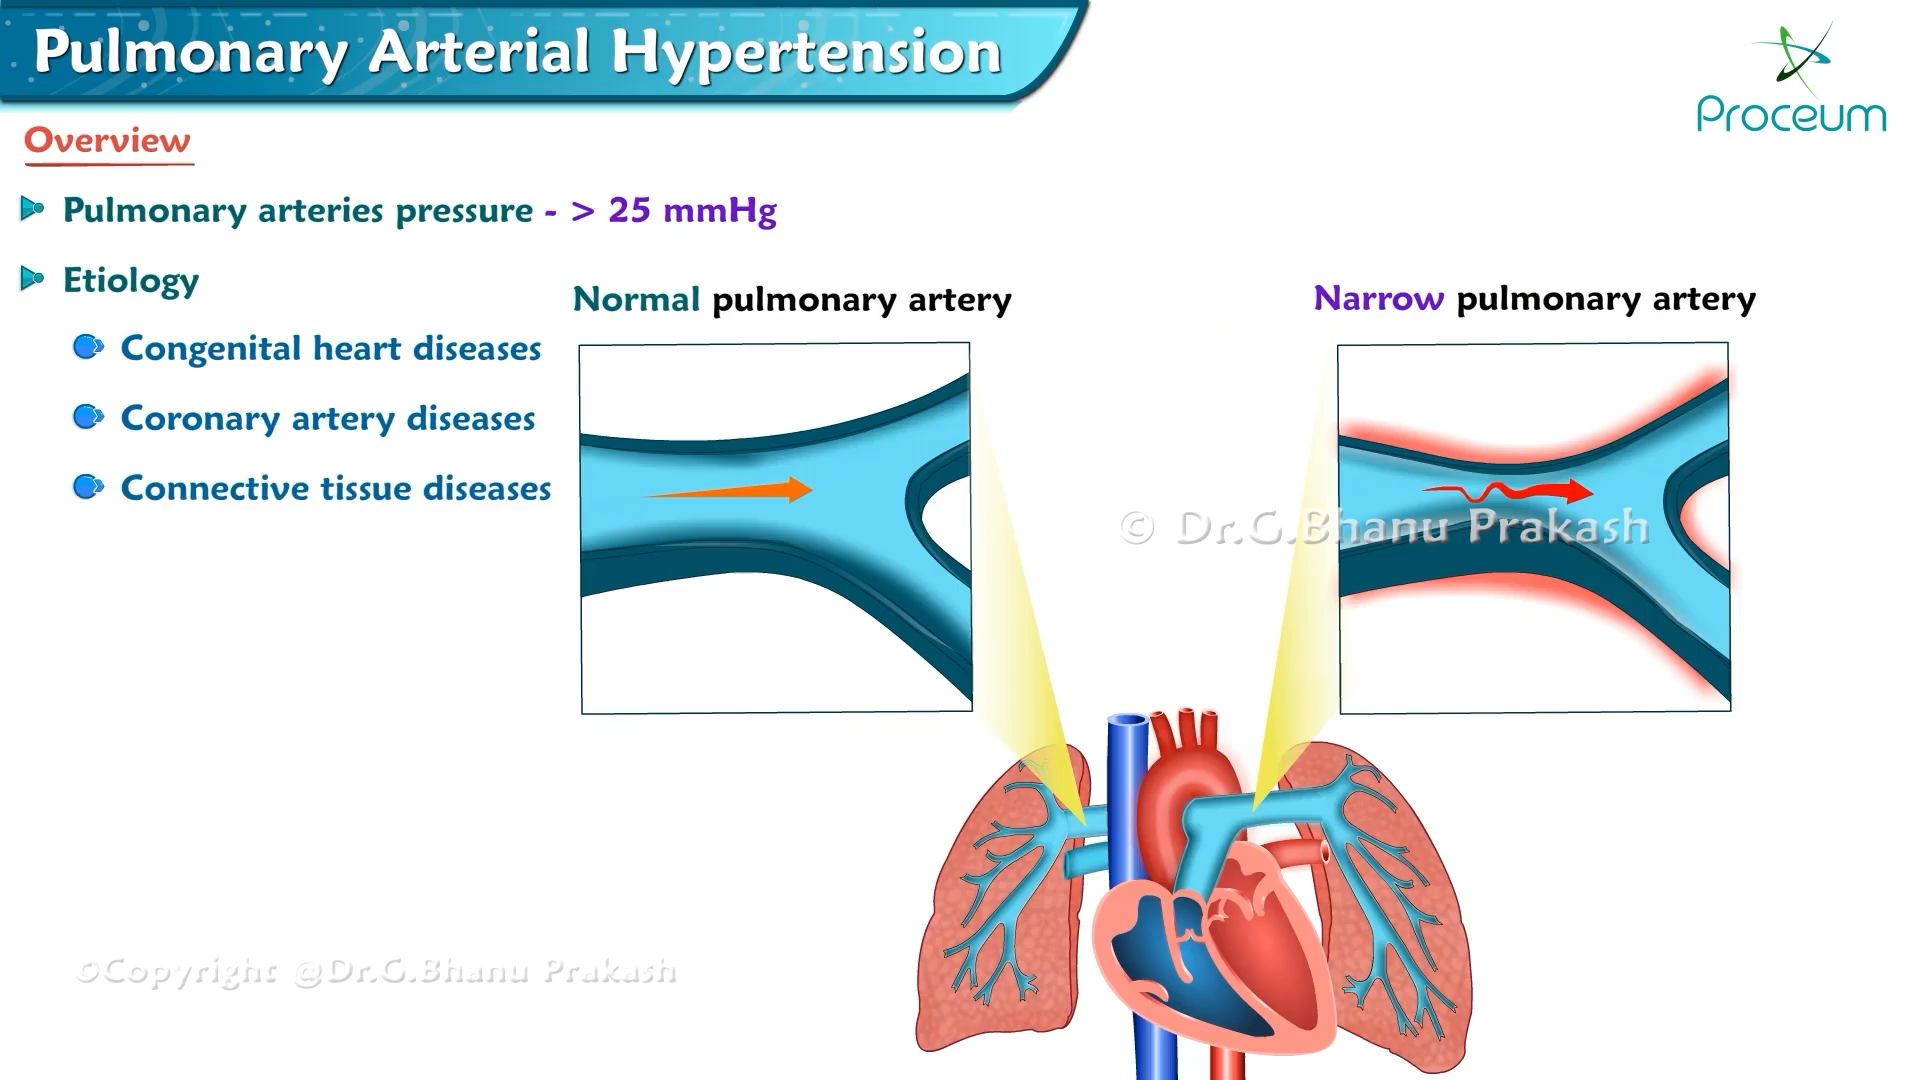 Pulmonary Arterial Hypertension
Proceum
Overview
Pulmonary arteries pressure - > 25 mmHg
Etiology
Congenital heart diseases
Coronary artery diseases
Connective tissue diseases
Normal pulmonary artery
Narrow pulmonary artery
© Dr.G.Bhanu Prakash
©Copyright @Dr.G.Bhanu Prakash